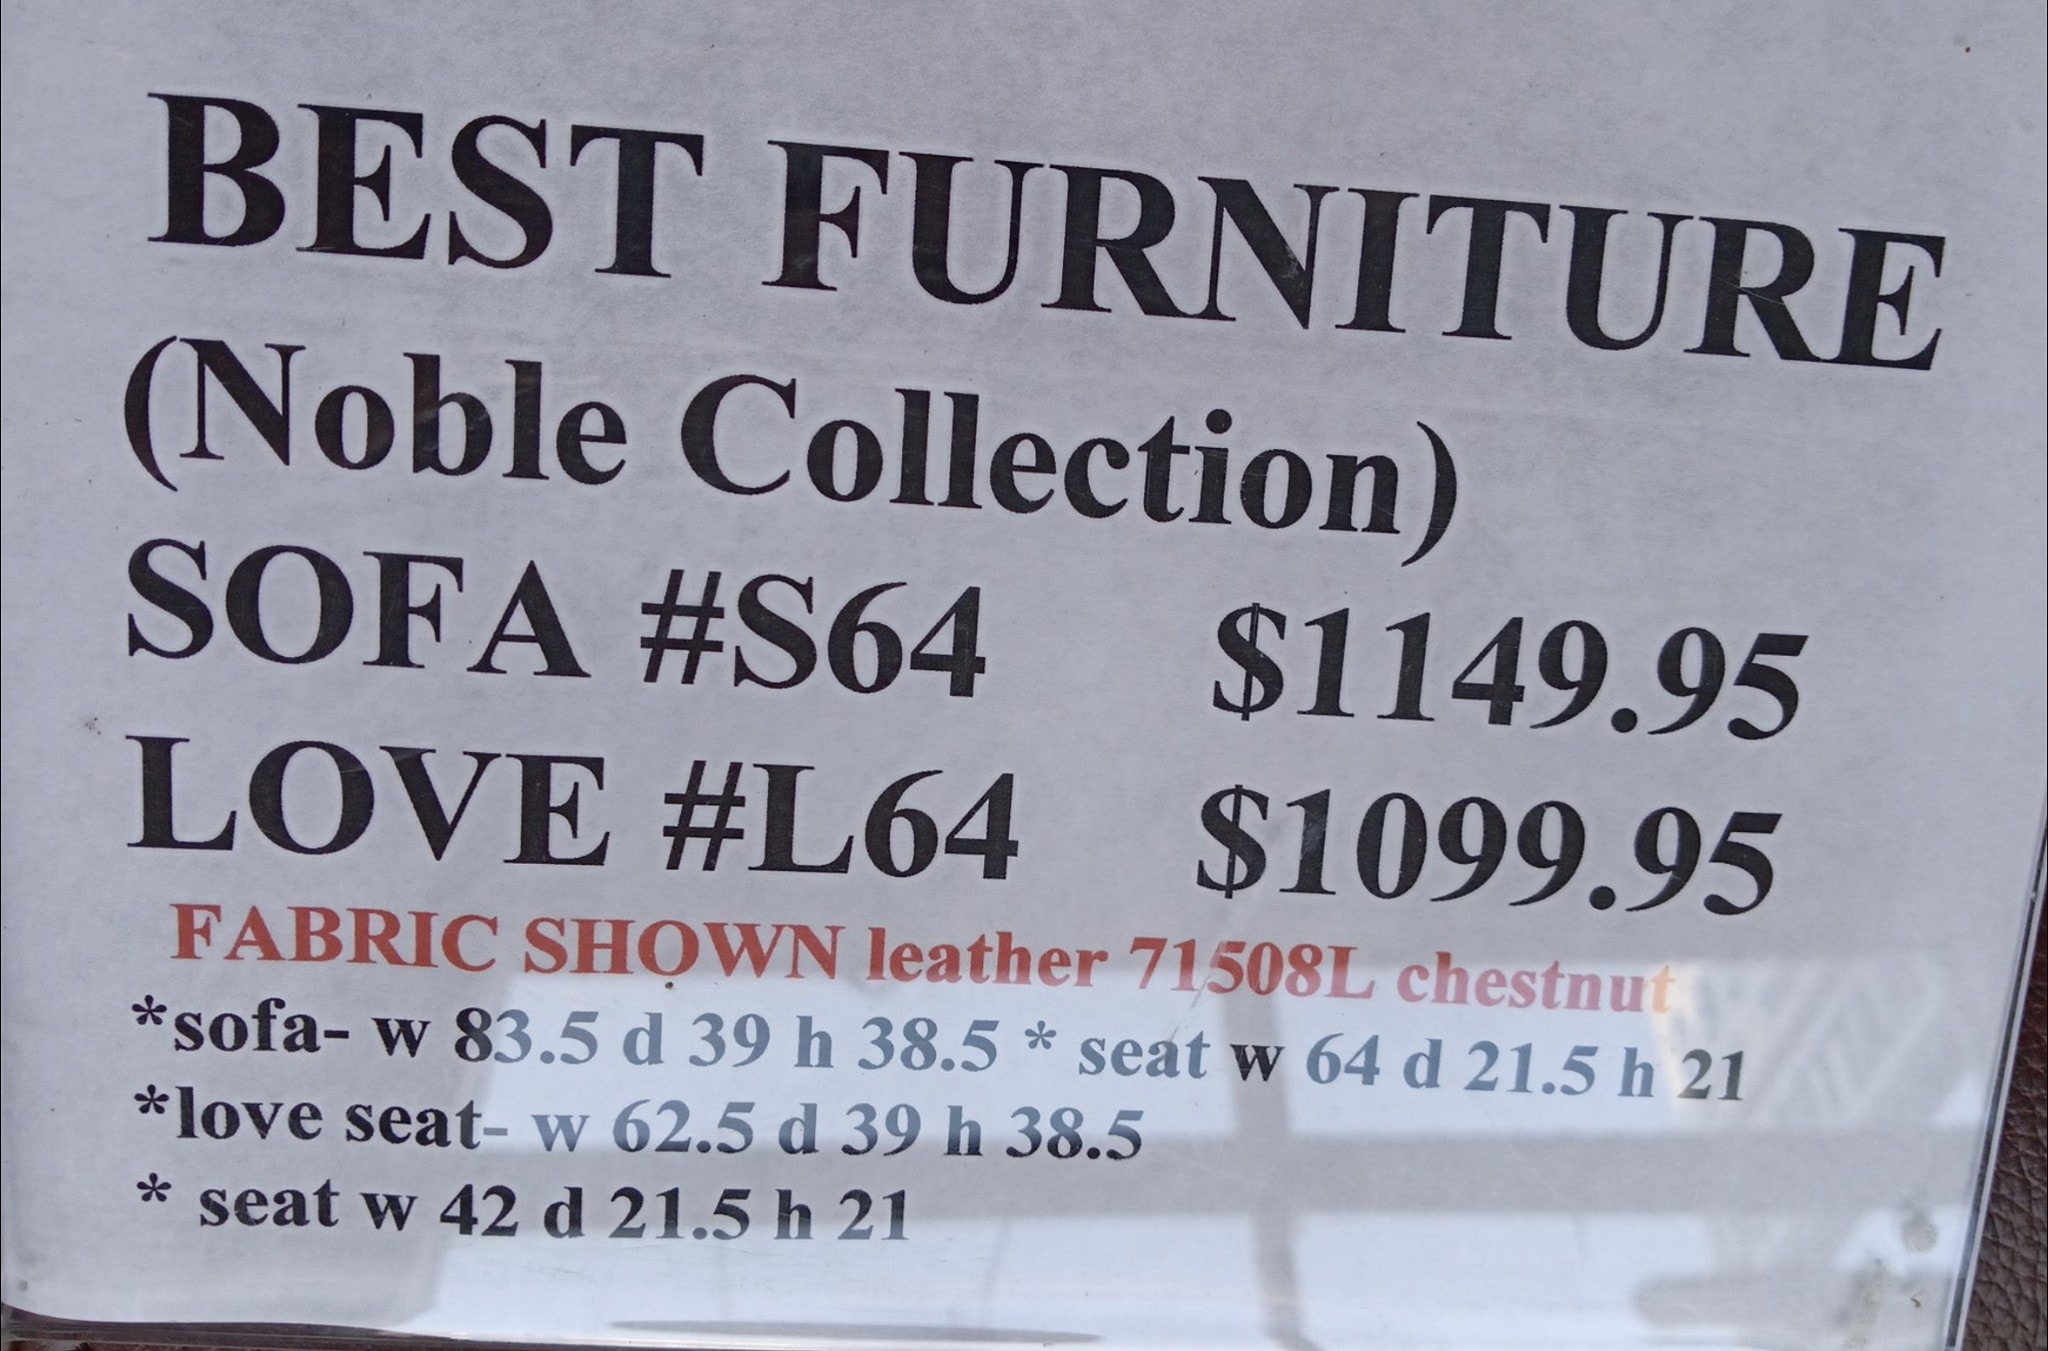 BEST FURNITURE
(Noble Collection)
SOFA #S64 $1149.95
LOVE #L64 $1099.95
FABRIC SHOWN leather 71508L chestnut
*sofa- w 83.5 d 39 h 38.5 * seat w 64 d 21.5 h 21
*love seat- w 62.5 d 39 h 38.5
* seat w 42 d 21.5 h 21